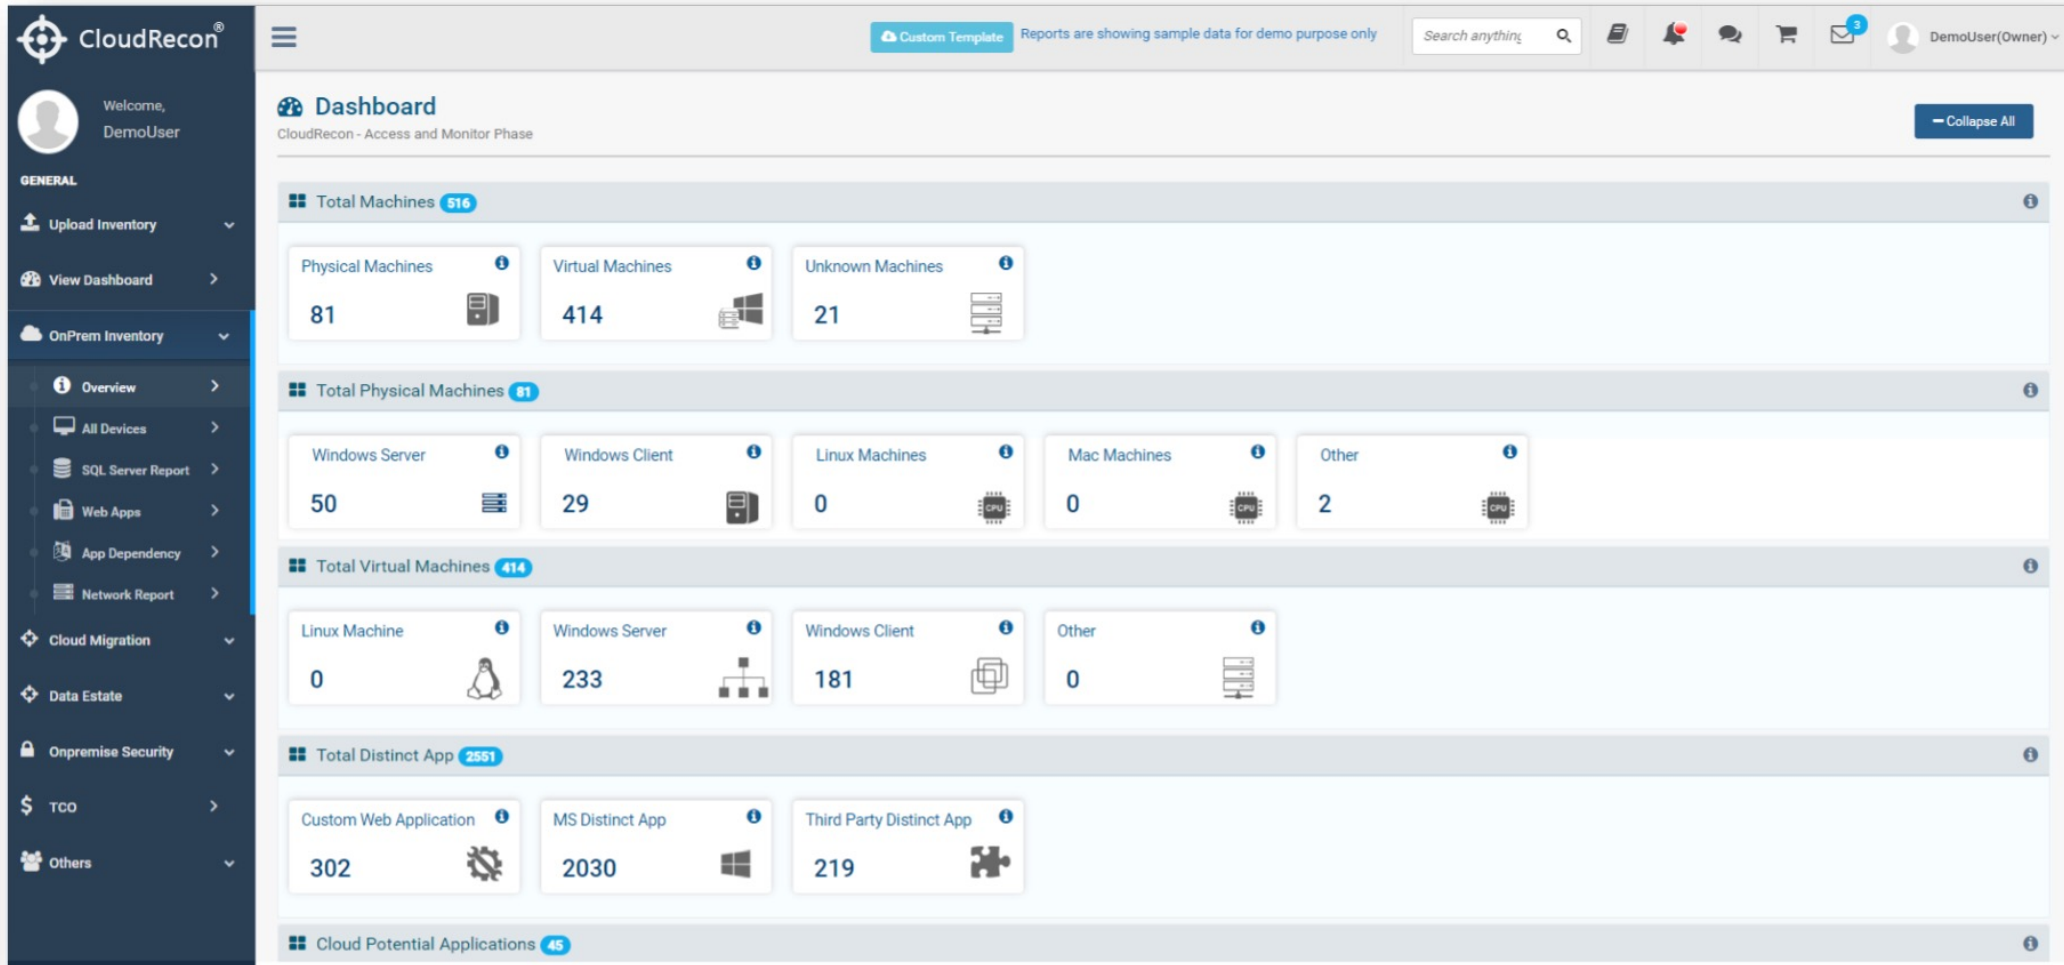 CloudRecon®
Custom Template
Reports are showing sample data for demo purpose only
Search anything
3
DemoUser(Owner)
Welcome,
DemoUser
GENERAL
Upload Inventory
View Dashboard
OnPrem Inventory
Overview
All Devices
SQL Server Report
Web Apps
App Dependency
Network Report
Cloud Migration
Data Estate
Onpremise Security
$ TCO
Others
Dashboard
CloudRecon - Access and Monitor Phase
Collapse All
Total Machines 516
Physical Machines
81
Virtual Machines
414
Unknown Machines
21
Total Physical Machines 81
Windows Server
50
Windows Client
29
Linux Machines
0
CPU
Mac Machines
0
CPU
Other
2
CPU
Total Virtual Machines 414
Linux Machine
0
Windows Server
233
Windows Client
181
Other
0
Total Distinct App 2551
Custom Web Application
302
MS Distinct App
2030
Third Party Distinct App
219
Cloud Potential Applications 45